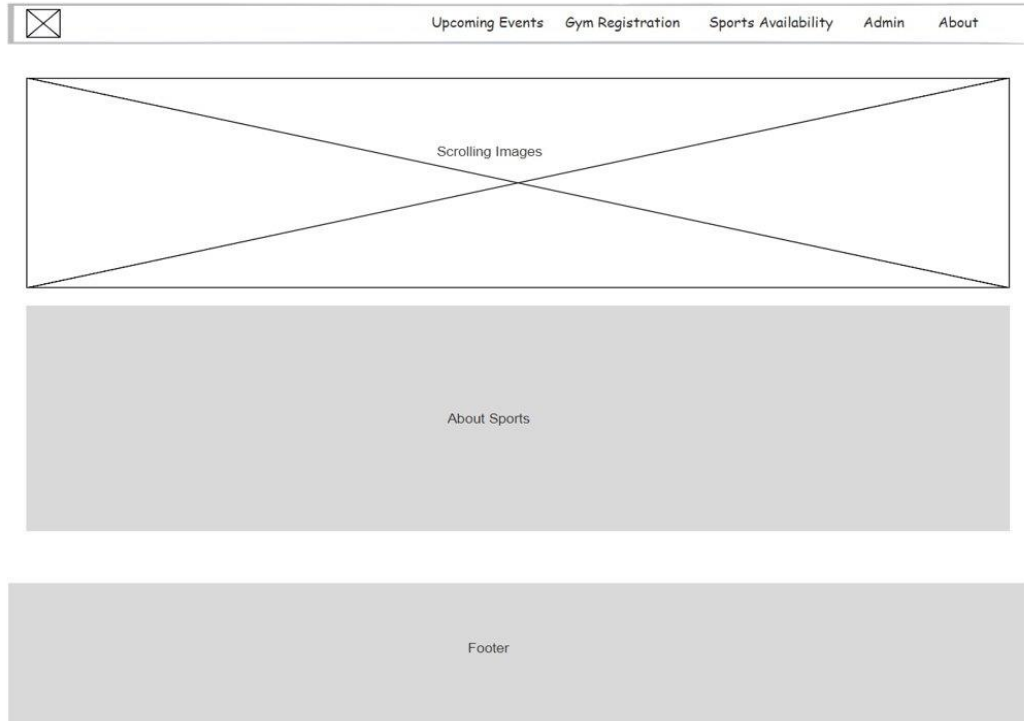 Upcoming Events Gym Registration Sports Availability Admin About
Scrolling Images
About Sports
Footer